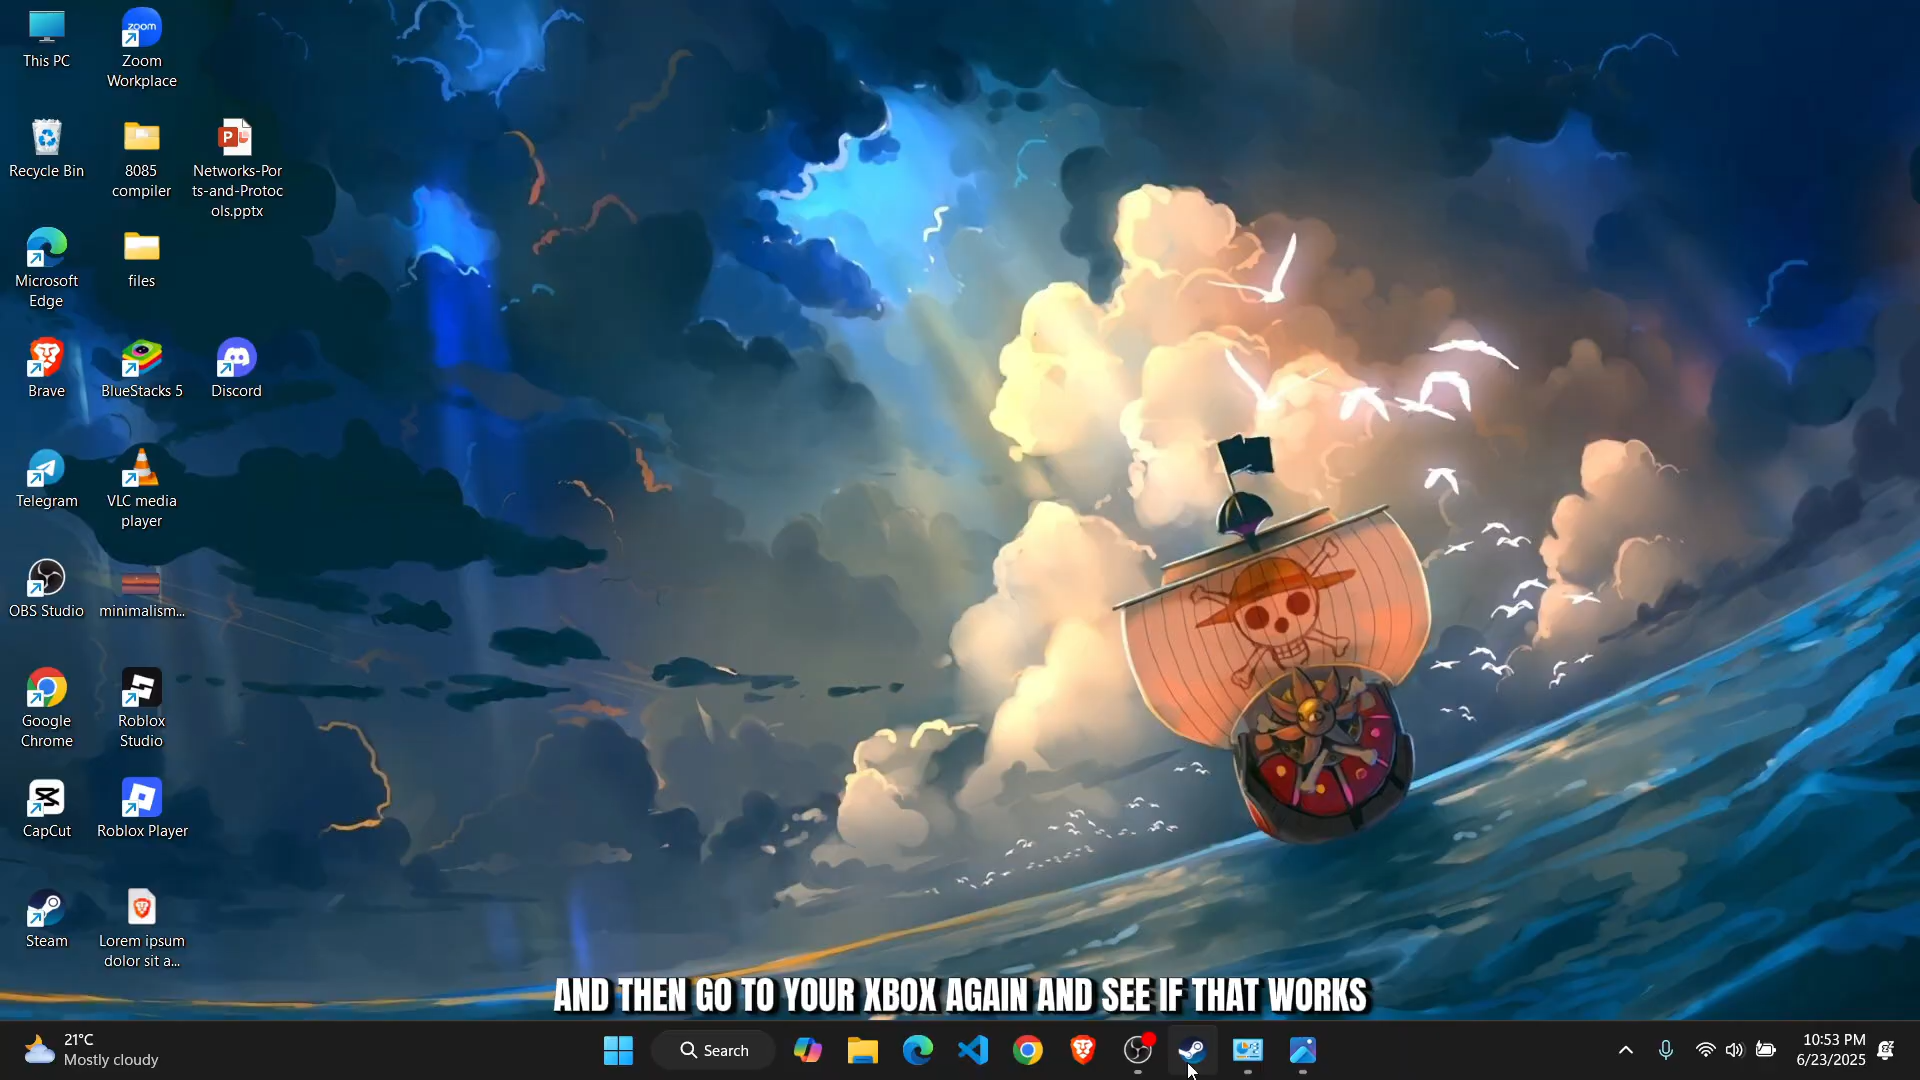 This PC
zoom
Zoom
Workplace
Recycle Bin
8085
compiler
P
Networks-Por
ts-and-Protoc
ols.pptx
Microsoft
Edge
files
Brave
BlueStacks 5
Discord
Telegram
VLC media
player
OBS Studio
minimalism...
Google
Chrome
Roblox
Studio
CapCut
Roblox Player
Steam
Lorem ipsum
dolor sit a...
AND THEN GO TO YOUR XBOX AGAIN AND SEE IF THAT WORKS
21°C
Mostly cloudy
Search
10:53 PM
6/23/2025